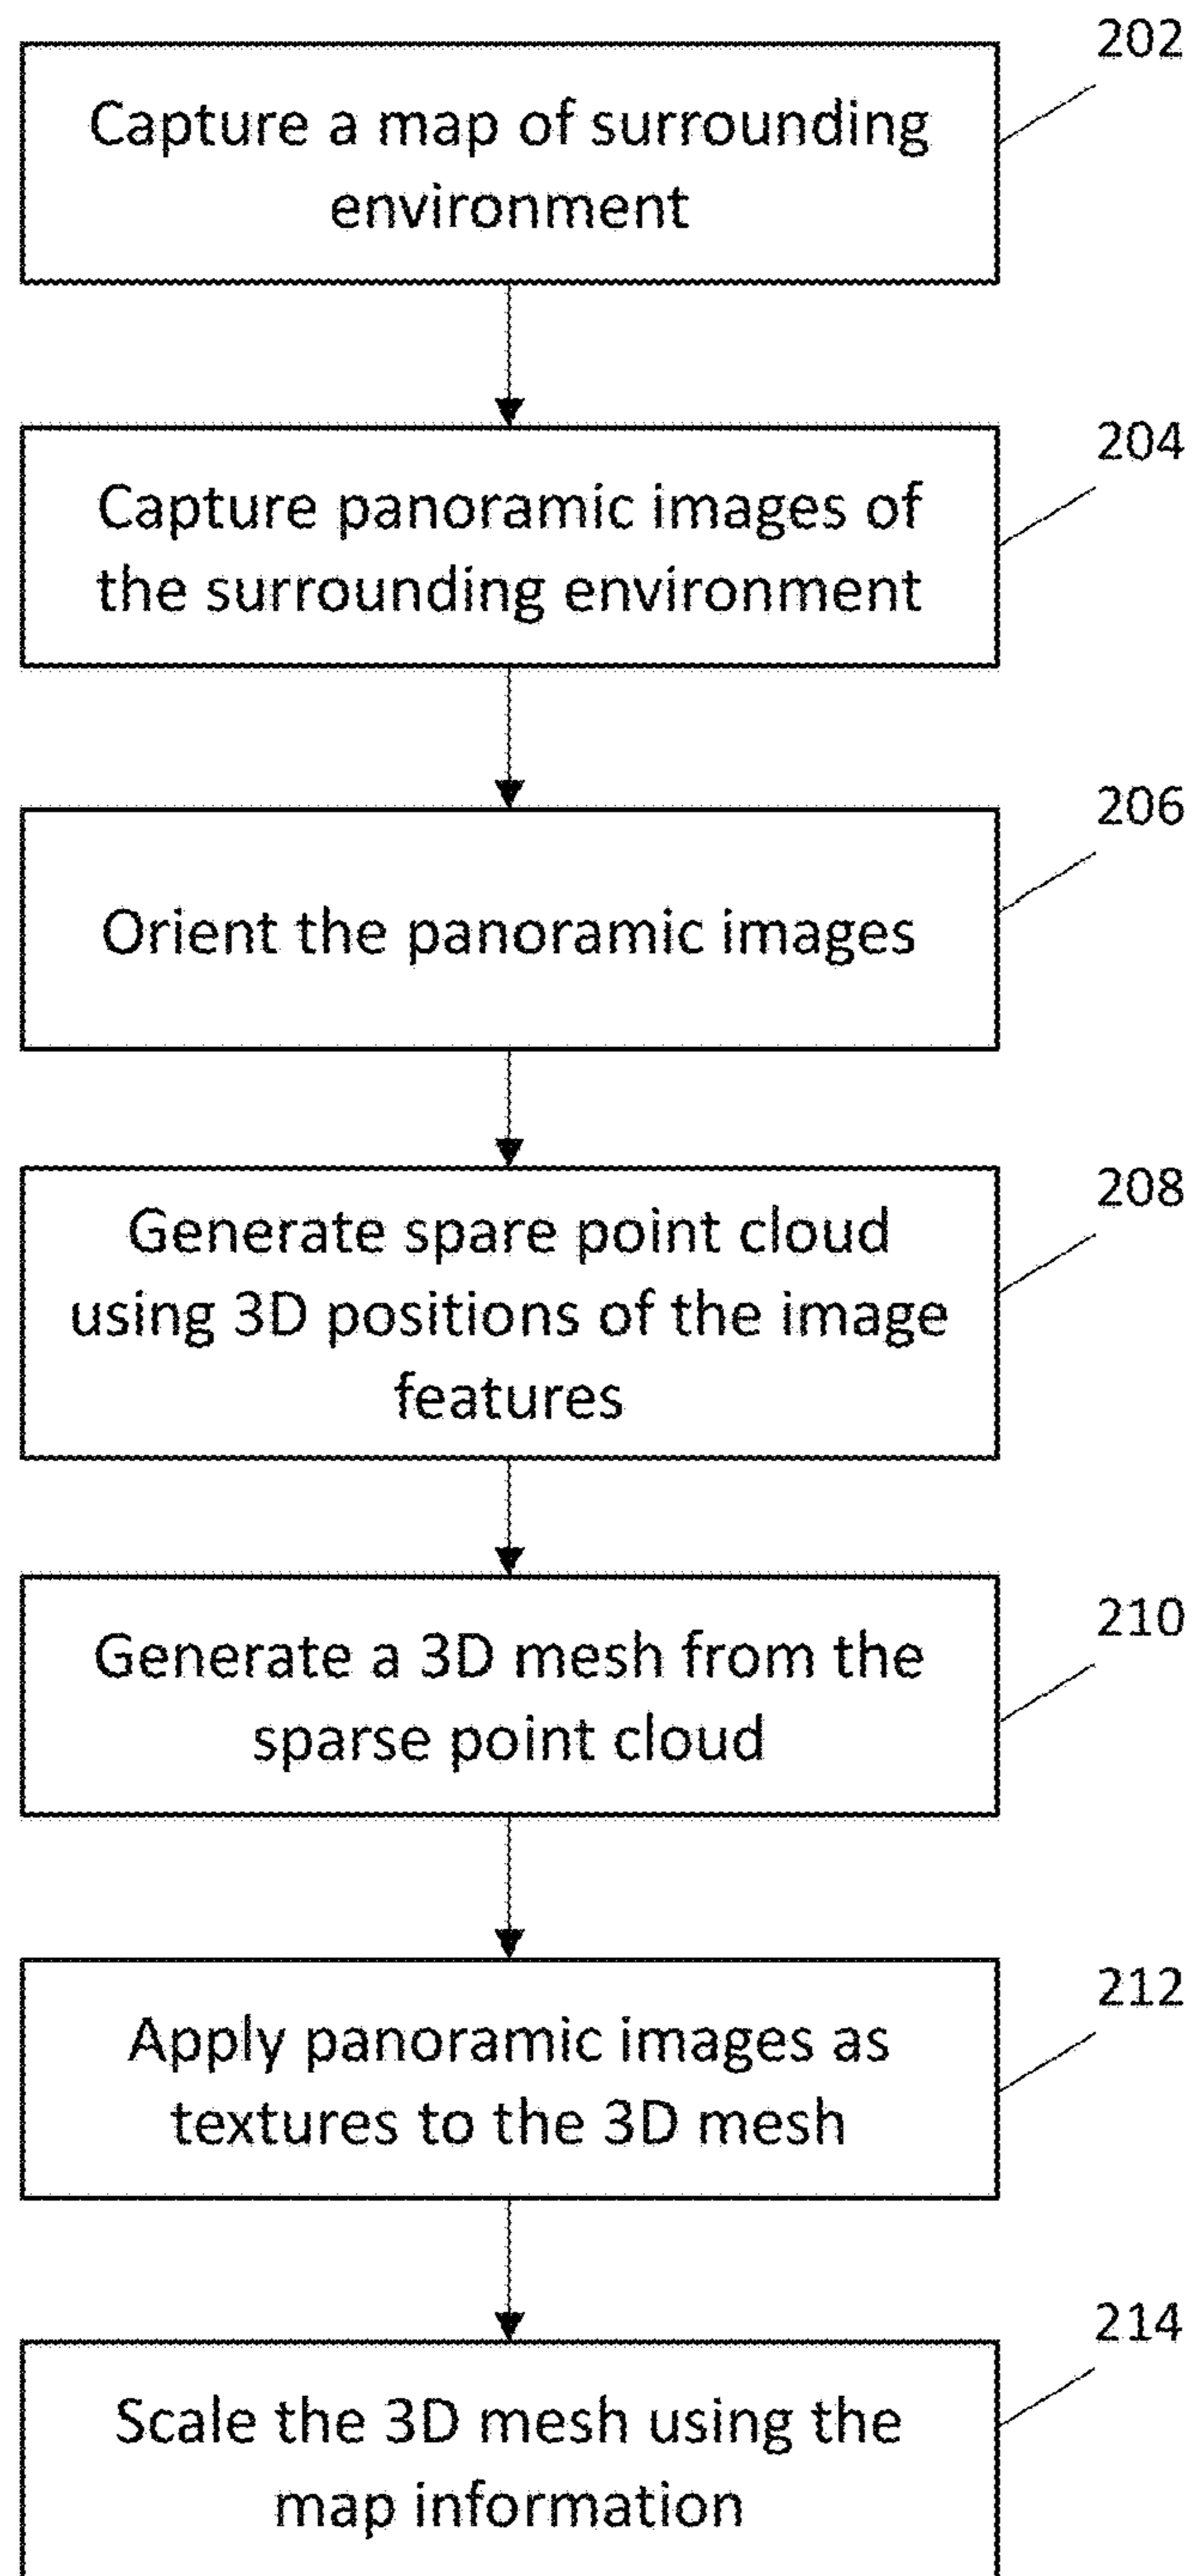 202
Capture a map of surrounding
environment
204
Capture panoramic images of
the surrounding environment
206
Orient the panoramic images
208
Generate spare point cloud
using 3D positions of the image
features
210
Generate a 3D mesh from the
sparse point cloud
212
Apply panoramic images as
textures to the 3D mesh
214
Scale the 3D mesh using the
map information